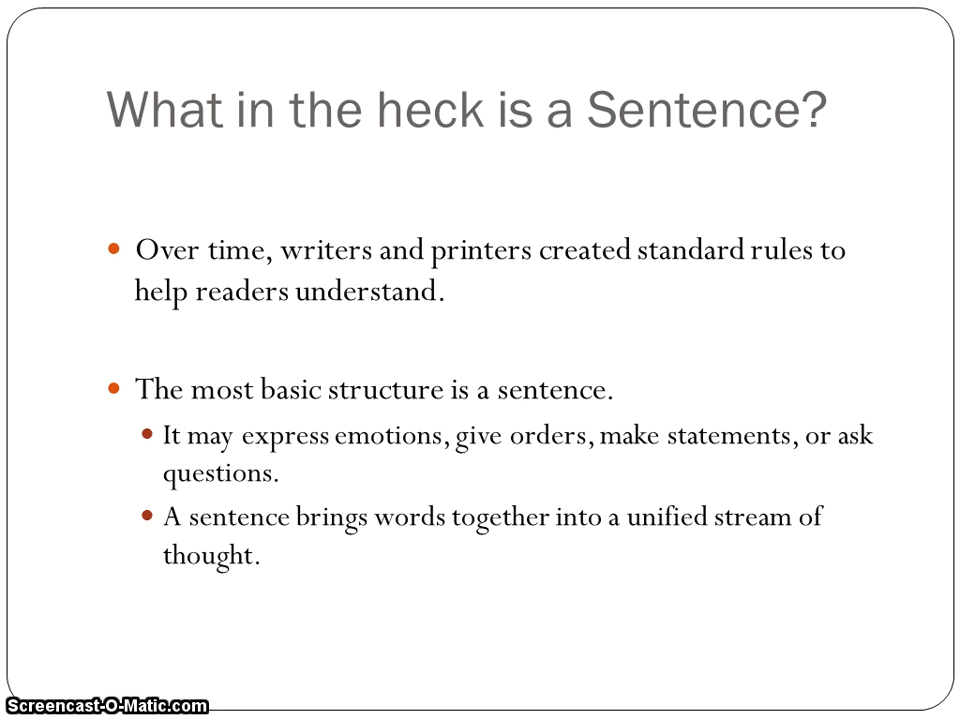 What in the heck is a Sentence?
Over time, writers and printers created standard rules to
help readers understand.
The most basic structure is a sentence.
It may express emotions, give orders, make statements, or ask
questions.
A sentence brings words together into a unified stream of
thought.
Screencast-O-Matic.com